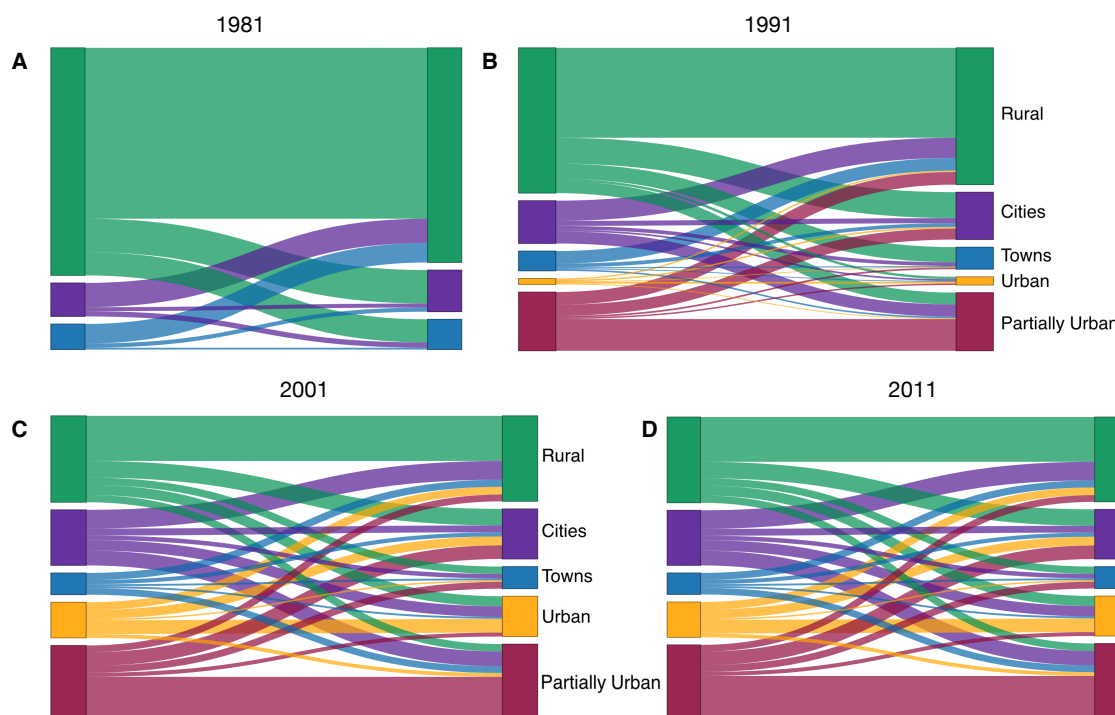 1981
1991
A
B
Rural
Cities
Towns
Urban
Partially Urban
2001
2011
C
D
Rural
Cities
Towns
Urban
Partially Urban